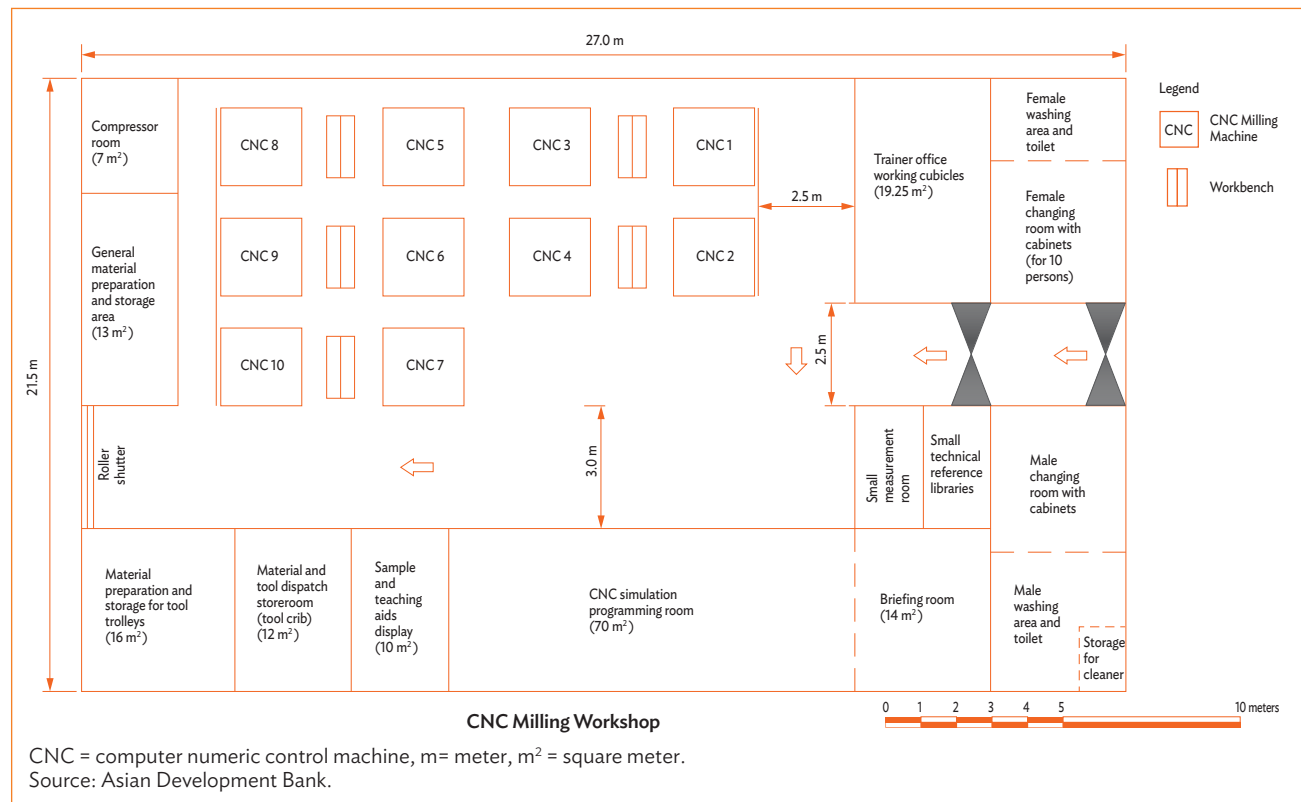 27.0 m
21.5 m
Compressor
room
(7 m²)
General
material
preparation
and storage
area
(13 m²)
Roller
shutter
CNC 8
CNC 5
CNC 3
CNC 1
CNC 9
CNC 6
CNC 4
CNC 2
CNC 10
CNC 7
2.5 m
2.5 m
3.0 m
Trainer office
working cubicles
(19.25 m²)
Female
washing
area and
toilet
Female
changing
room with
cabinets
(for 10
persons)
Small
measurement
room
Small
technical
reference
libraries
Male
changing
room with
cabinets
Material
preparation and
storage for tool
trolleys
(16 m²)
Material and
tool dispatch
storeroom
(tool crib)
(12 m²)
Sample
and
teaching
aids
display
(10 m²)
CNC simulation
programming room
(70 m²)
Briefing room
(14 m²)
Male
washing
area and
toilet
Storage
for
cleaner
Legend
CNC
CNC Milling
Machine
Workbench
CNC Milling Workshop
0 1 2 3 4 5 10 meters
CNC = computer numeric control machine, m= meter, m² = square meter.
Source: Asian Development Bank.